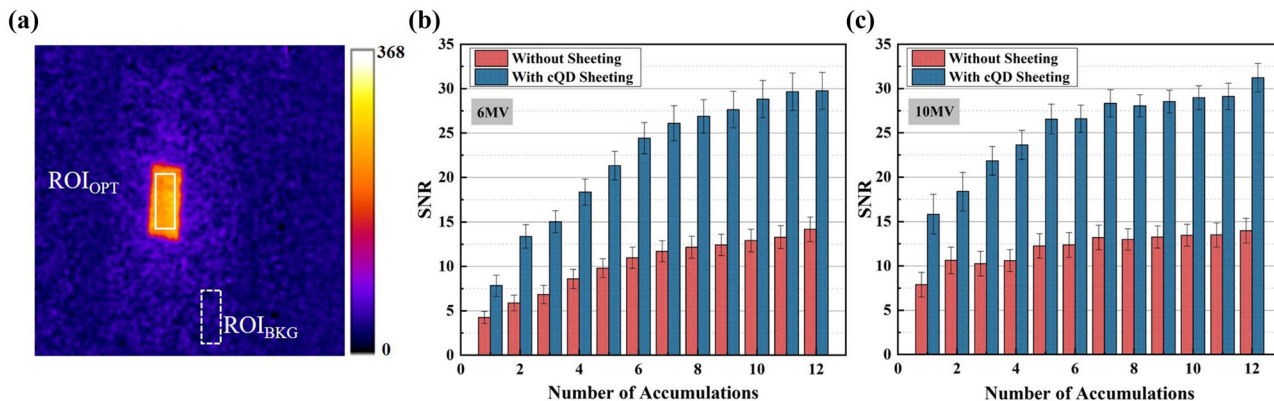 (a)
368
ROI_OPT
ROI_BKG
0
(b)
35
30
25
20
15
10
5
0
SNR
Without Sheeting
With cQD Sheeting
6MV
0 2 4 6 8 10 12
Number of Accumulations
(c)
35
30
25
20
15
10
5
0
SNR
Without Sheeting
With cQD Sheeting
10MV
0 2 4 6 8 10 12
Number of Accumulations